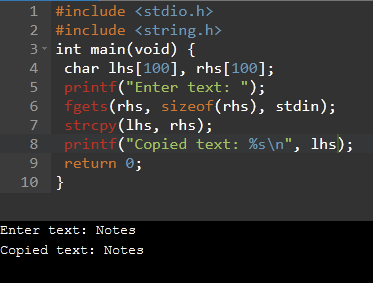 1 #include <stdio.h>
2 #include <string.h>
3 int main(void) {
4 char lhs[100], rhs[100];
5 printf("Enter text: ");
6 fgets(rhs, sizeof(rhs), stdin);
7 strcpy(lhs, rhs);
8 printf("Copied text: %s\n", lhs);
9 return 0;
10 }
Enter text: Notes
Copied text: Notes